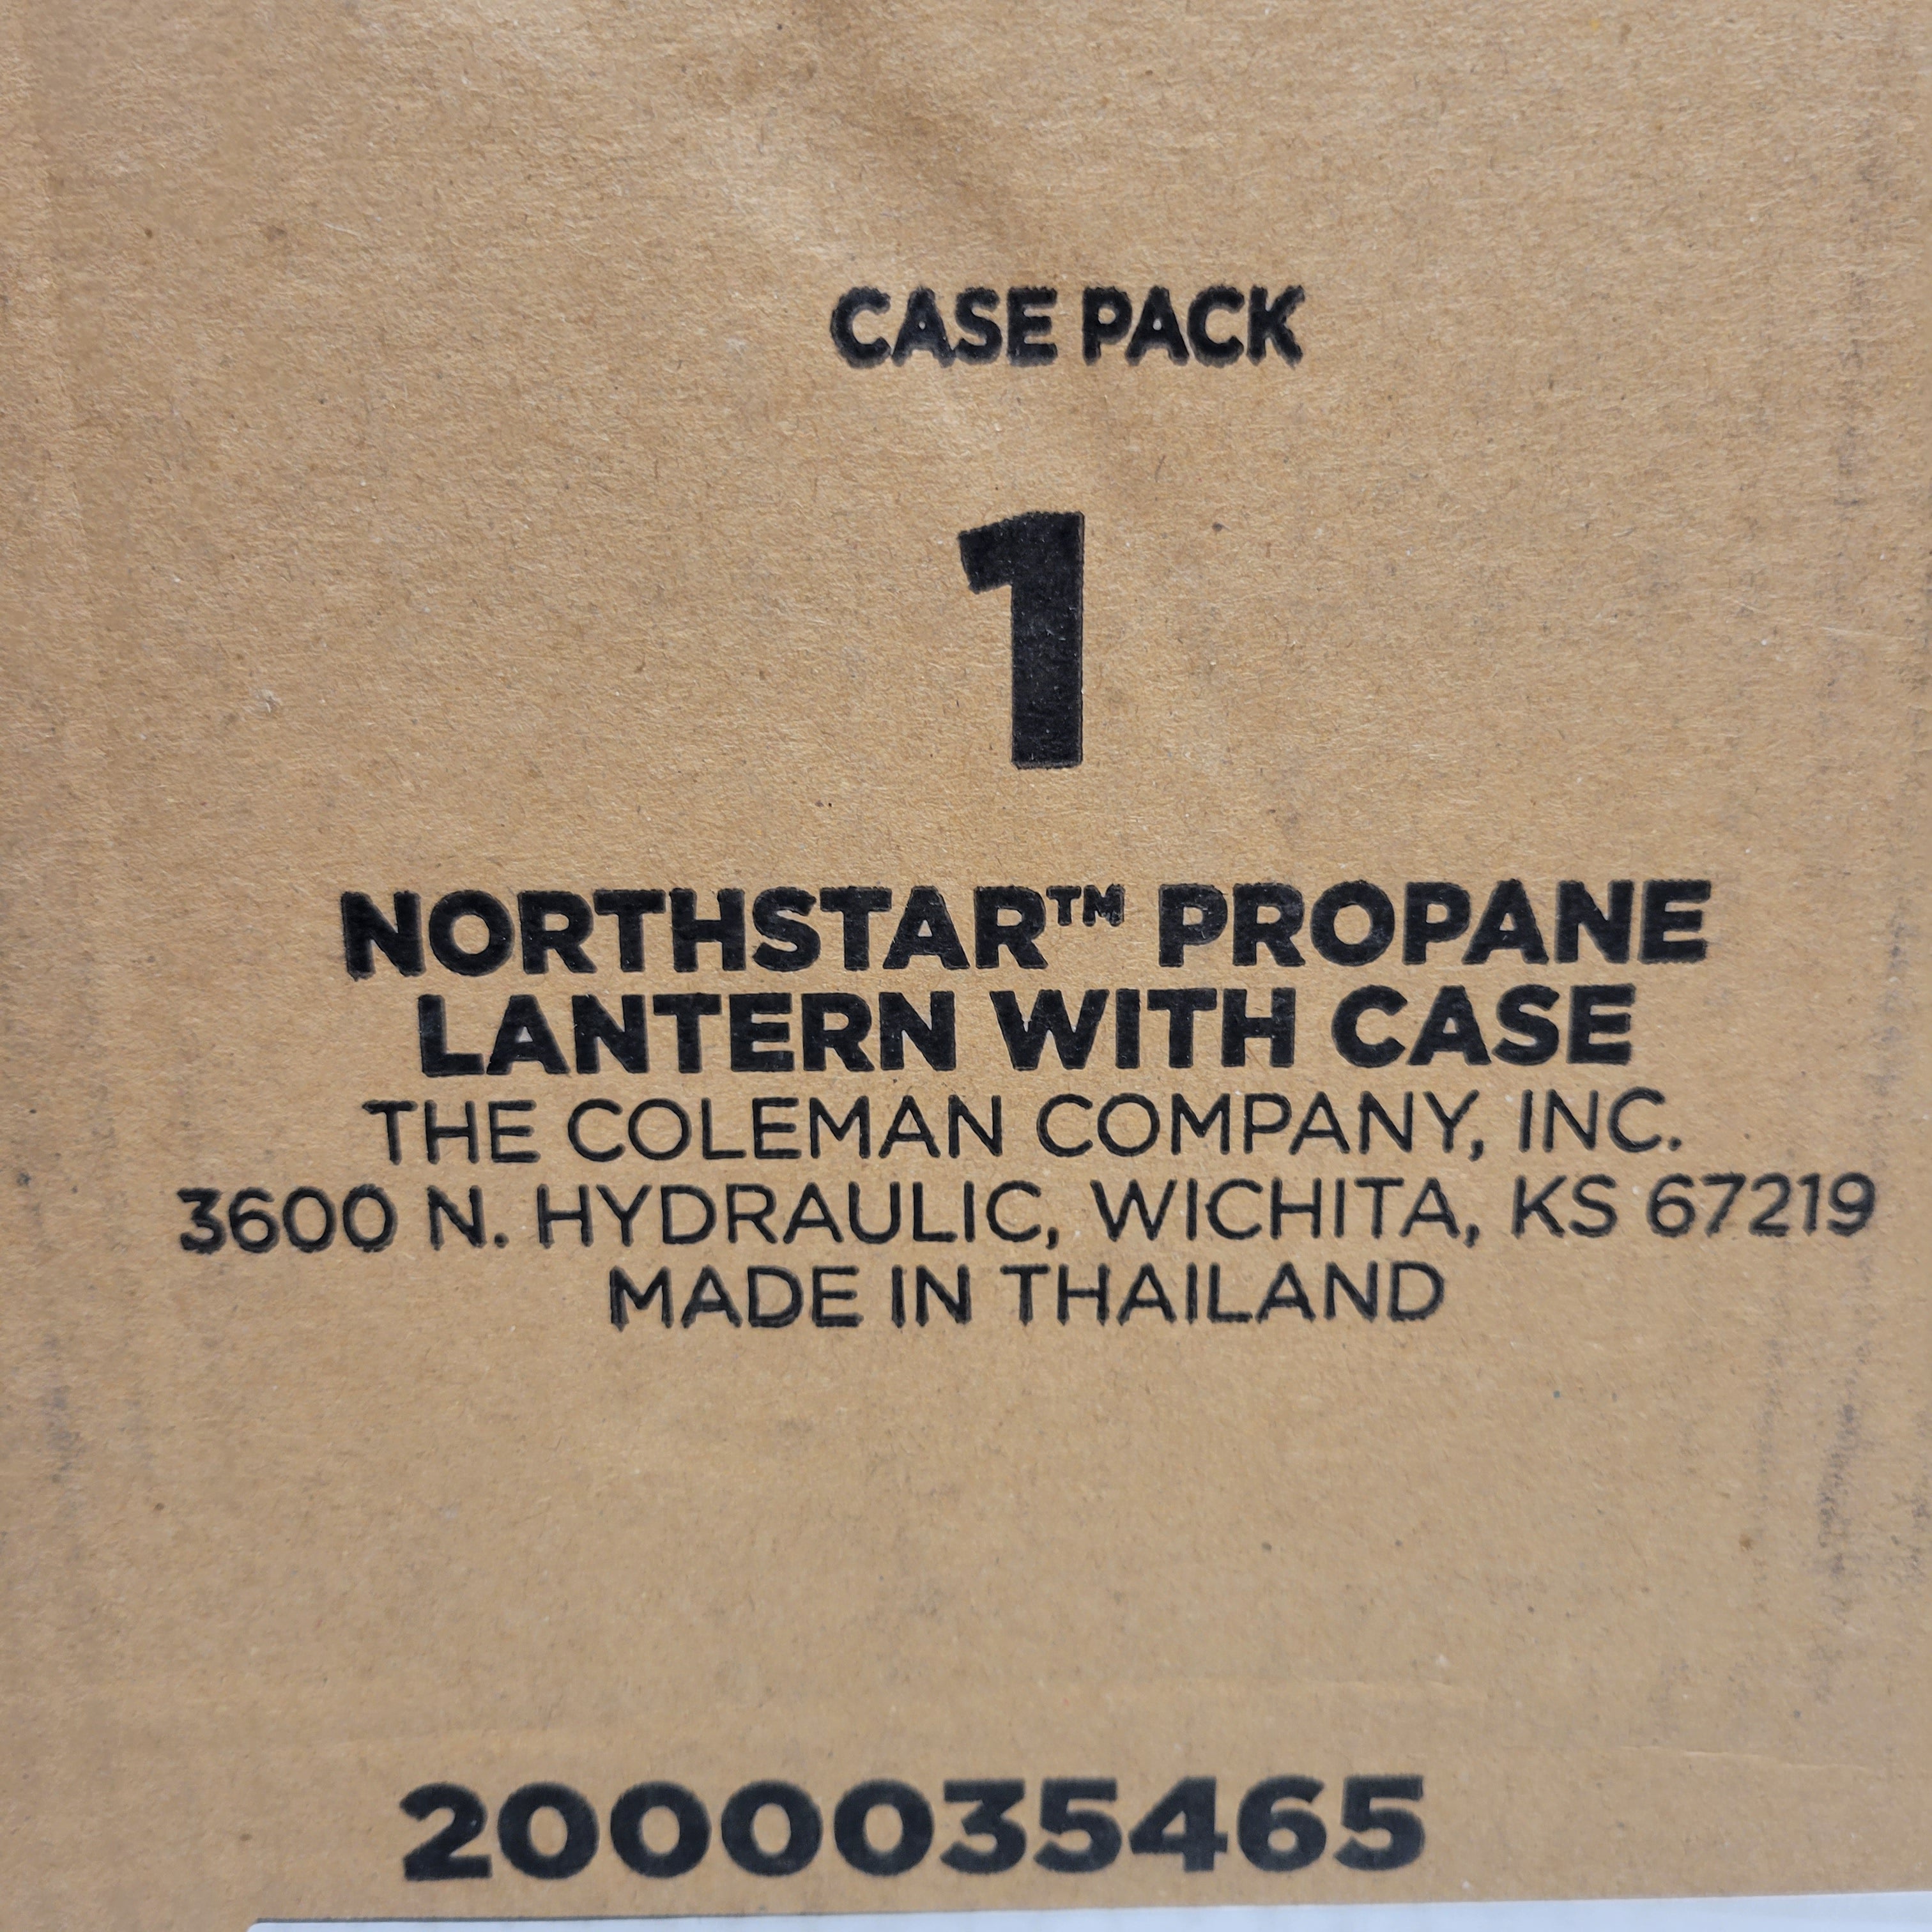 CASE PACK
1
NORTHSTAR™ PROPANE
LANTERN WITH CASE
THE COLEMAN COMPANY, INC.
3600 N. HYDRAULIC, WICHITA, KS 67219
MADE IN THAILAND
2000035465